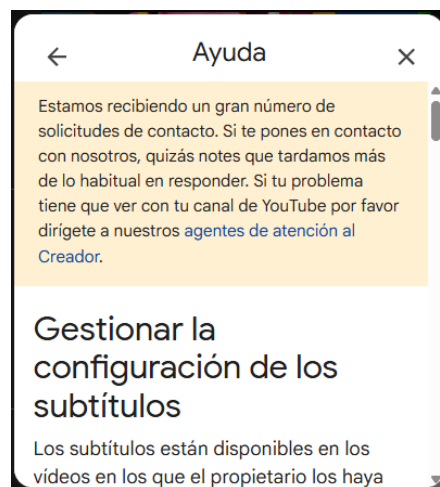 Ayuda
Estamos recibiendo un gran número de
solicitudes de contacto. Si te pones en contacto
con nosotros, quizás notes que tardamos más
de lo habitual en responder. Si tu problema
tiene que ver con tu canal de YouTube por favor
dirígete a nuestros agentes de atención al
Creador.
Gestionar la
configuración de los
subtítulos
Los subtítulos están disponibles en los
vídeos en los que el propietario los haya